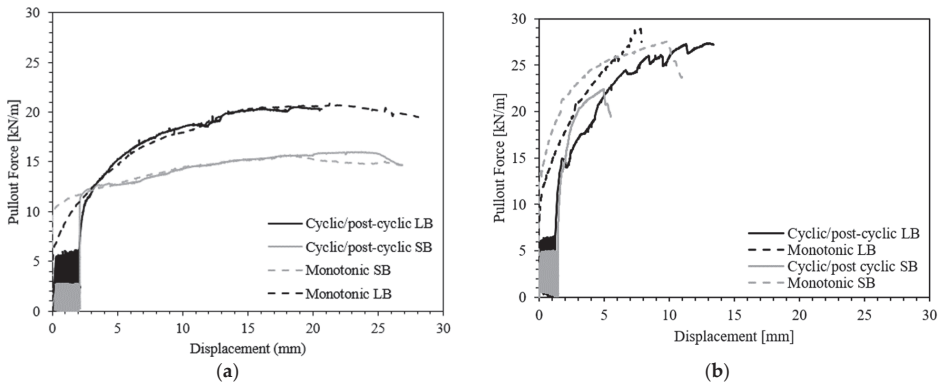 30
25
20
15
10
5
0
Pullout Force [kN/m]
Cyclic/post-cyclic LB
Cyclic/post-cyclic SB
Monotonic SB
Monotonic LB
0 5 10 15 20 25 30
Displacement (mm)
(a)
30
25
20
15
10
5
0
Pullout Force [kN/m]
Cyclic/post-cyclic LB
Monotonic LB
Cyclic/post cyclic SB
Monotonic SB
0 5 10 15 20 25 30
Displacement [mm]
(b)